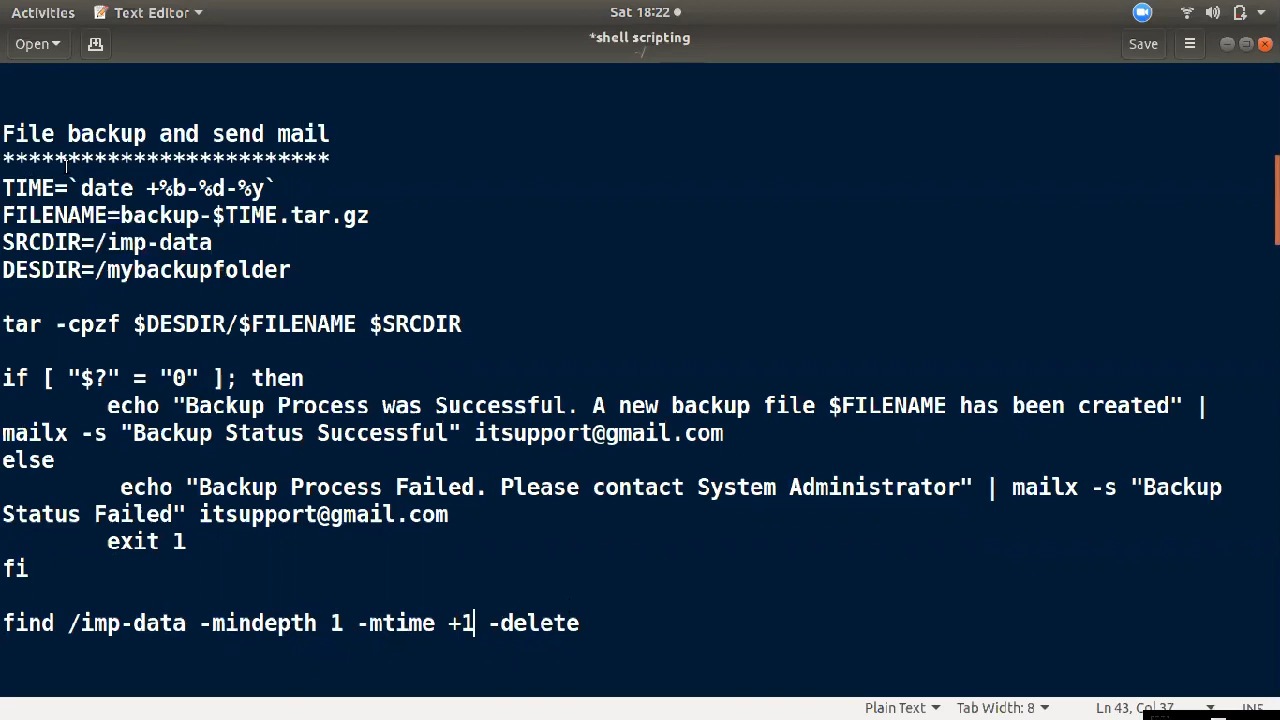 Activities Text Editor Sat 18:22
Open *shell scripting Save
~/
File backup and send mail
*************************
TIME=`date +%b-%d-%y`
FILENAME=backup-$TIME.tar.gz
SRCDIR=/imp-data
DESDIR=/mybackupfolder
tar -cpzf $DESDIR/$FILENAME $SRCDIR
if [ "$?" = "0" ]; then
echo "Backup Process was Successful. A new backup file $FILENAME has been created" |
mailx -s "Backup Status Successful" itsupport@gmail.com
else
echo "Backup Process Failed. Please contact System Administrator" | mailx -s "Backup
Status Failed" itsupport@gmail.com
exit 1
fi
find /imp-data -mindepth 1 -mtime +1 -delete
Plain Text Tab Width: 8 Ln 43, Col 37 INS